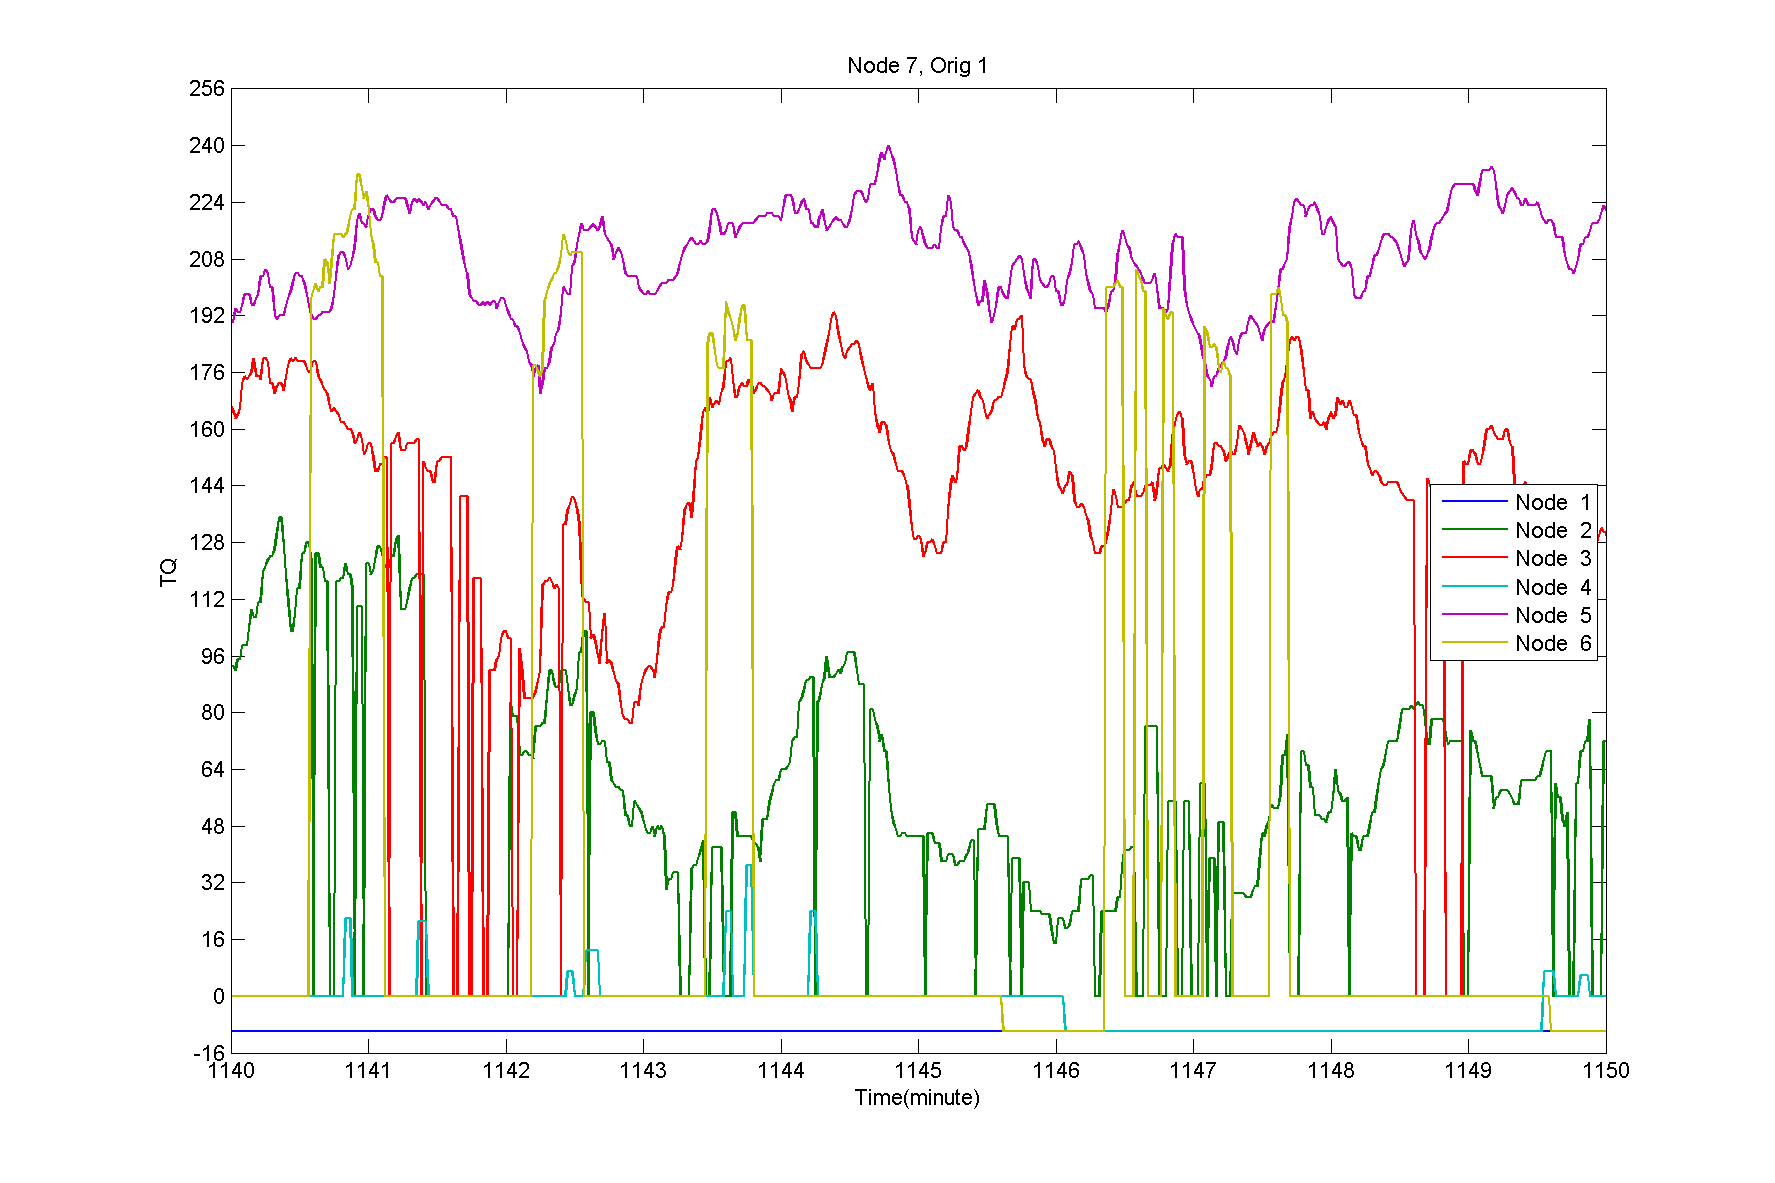 Node 7, Orig 1
256
240
224
208
192
176
160
144
128
112
96
80
64
48
32
16
0
-16
TQ
Node 1
Node 2
Node 3
Node 4
Node 5
Node 6
1140 1141 1142 1143 1144 1145 1146 1147 1148 1149 1150
Time(minute)